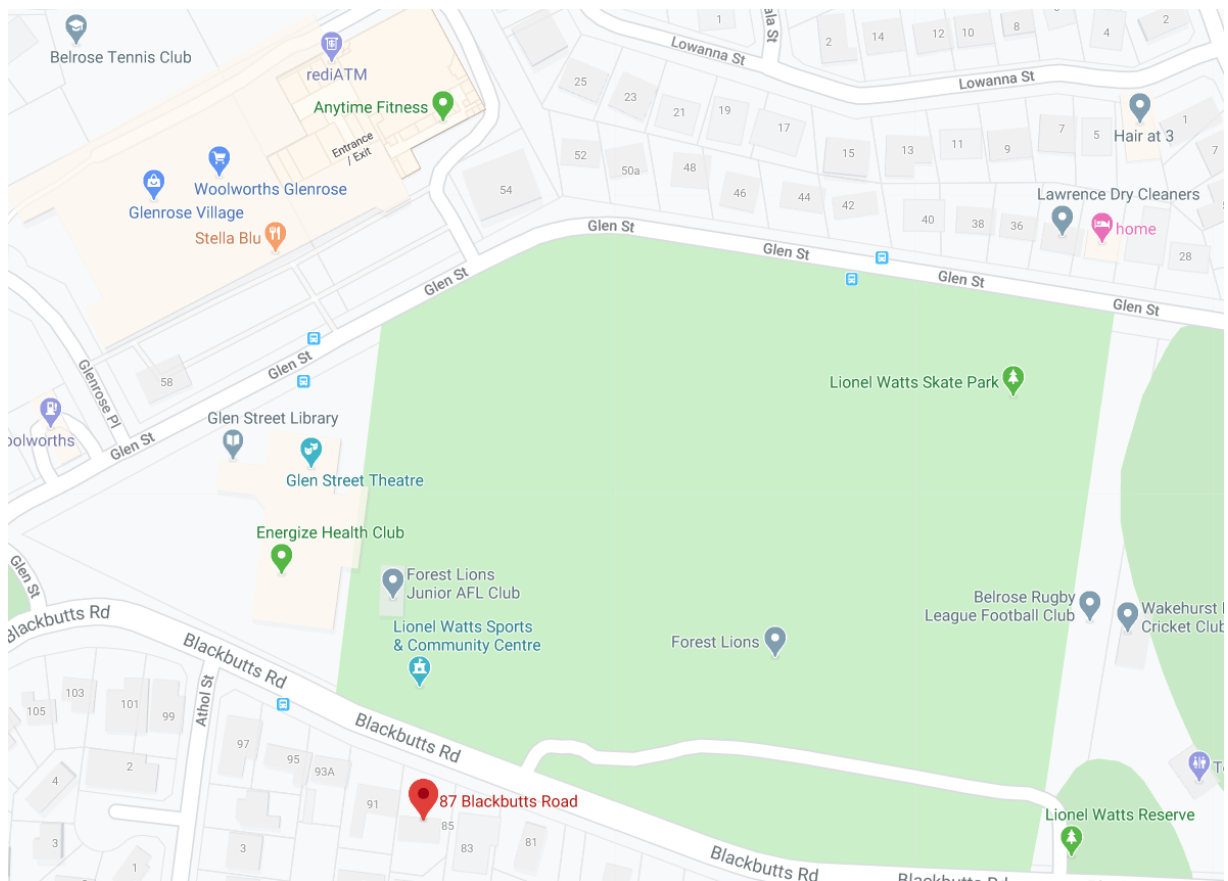 1
Lowanna St
ala St
2
14
12
10
8
4
2
Belrose Tennis Club
rediATM
Lowanna St
25
23
21
19
17
Anytime Fitness
Entrance
/ Exit
Hair at 3
1
7
5
7
15
13
11
9
52
50a
48
46
44
42
40
38
36
54
Woolworths Glenrose
Glenrose Village
Stella Blu
Lawrence Dry Cleaners
home
28
Glen St
Glen St
Glen St
Glen St
Glen St
Glen St
58
Glenrose Pl
Lionel Watts Skate Park
Glen Street Library
oolworths
Glen St
Glen Street Theatre
Energize Health Club
Glen St
Forest Lions
Junior AFL Club
Belrose Rugby
League Football Club
Wakehurst
Cricket Club
Blackbutts Rd
Lionel Watts Sports
& Community Centre
Forest Lions
Blackbutts Rd
103
105
101
99
Athol St
97
95
93A
Blackbutts Rd
4
2
91
87 Blackbutts Road
85
83
81
3
3
1
Lionel Watts Reserve
Blackbutts Rd
Blackbutts Rd